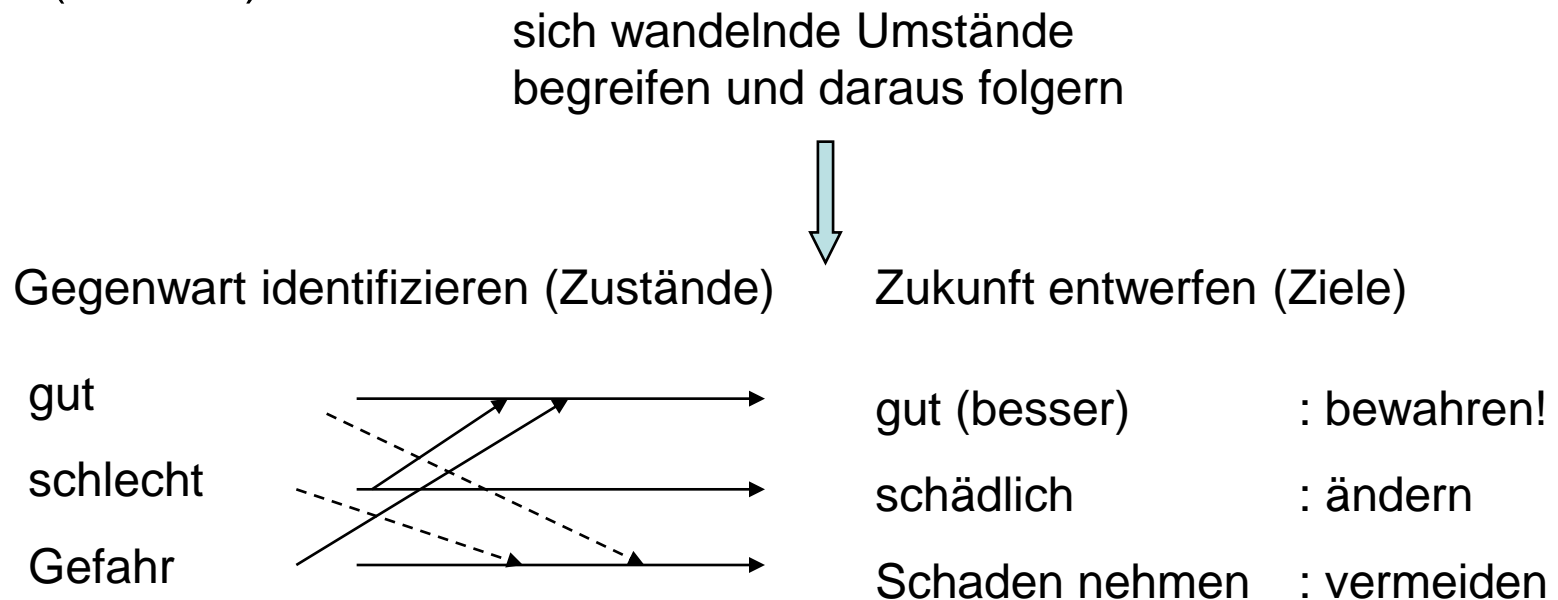 sich wandelnde Umstände
begreifen und daraus folgern
Gegenwart identifizieren (Zustände) Zukunft entwerfen (Ziele)
gut gut (besser) : bewahren!
schlecht schädlich : ändern
Gefahr Schaden nehmen : vermeiden